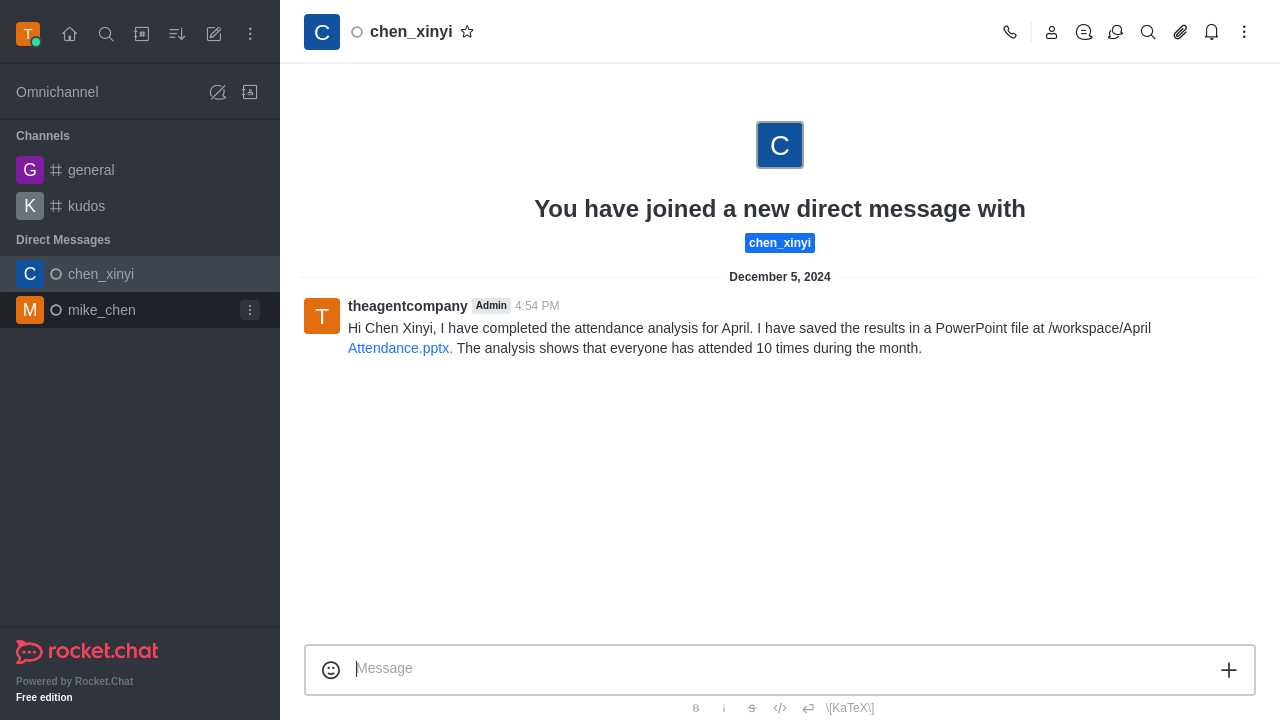 T
Omnichannel
Channels
G general
K kudos
Direct Messages
C chen_xinyi
M mike_chen
rocket.chat
Powered by Rocket.Chat
Free edition
C chen_xinyi
C
You have joined a new direct message with
chen_xinyi
December 5, 2024
T
theagentcompany Admin 4:54 PM
Hi Chen Xinyi, I have completed the attendance analysis for April. I have saved the results in a PowerPoint file at /workspace/April
Attendance.pptx. The analysis shows that everyone has attended 10 times during the month.
Message
B i S \[KaTeX\]